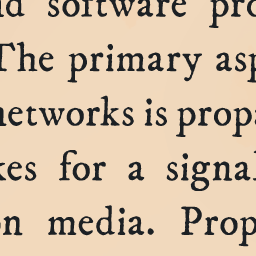 nd software pro
The primary asp
networks is propa
kes for a signal
on media. Prop